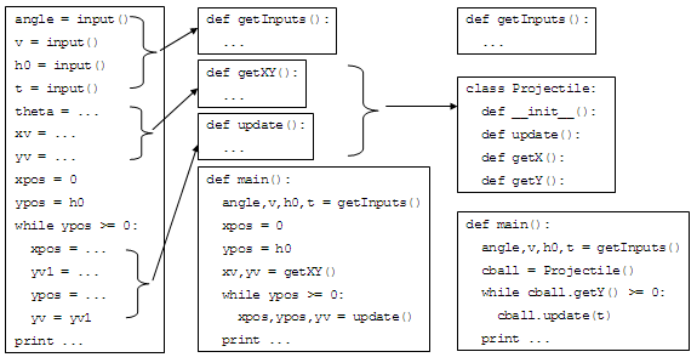 angle = input()
v = input()
h0 = input()
t = input()
theta = ...
xv = ...
yv = ...
xpos = 0
ypos = h0
while ypos >= 0:
xpos = ...
yv1 = ...
ypos = ...
yv = yv1
print ...
def getInputs():
...
def getXY():
...
def update():
...
def main():
angle,v,h0,t = getInputs()
xpos = 0
ypos = h0
xv,yv = getXY()
while ypos >= 0:
xpos,ypos,yv = update()
print ...
def getInputs():
...
class Projectile:
def __init__():
def update():
def getX():
def getY():
def main():
angle,v,h0,t = getInputs()
cball = Projectile()
while cball.getY() >= 0:
cball.update(t)
print ...